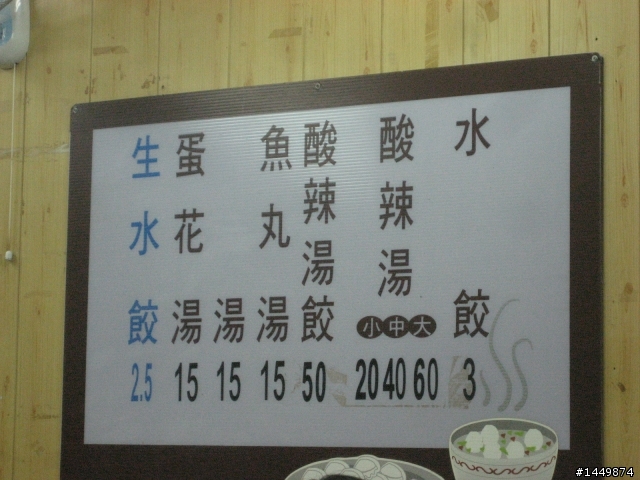 水餃 3
酸辣湯 小中大 20 40 60
酸辣湯餃 50
魚丸湯 15
湯 15
蛋花湯 15
生水餃 2.5
#1449874